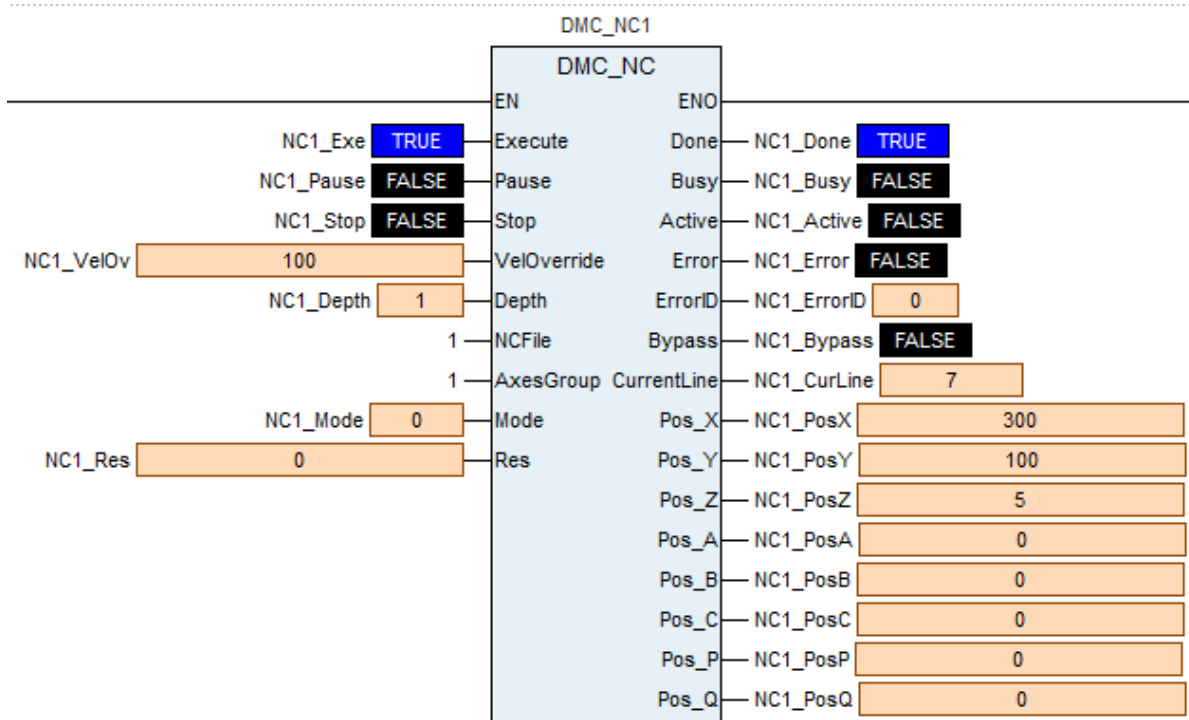 DMC_NC1
DMC_NC
EN ENO
NC1_Exe TRUE Execute Done NC1_Done TRUE
NC1_Pause FALSE Pause Busy NC1_Busy FALSE
NC1_Stop FALSE Stop Active NC1_Active FALSE
NC1_VelOv 100 VelOverride Error NC1_Error FALSE
NC1_Depth 1 Depth ErrorID NC1_ErrorID 0
1 NCFile Bypass NC1_Bypass FALSE
1 AxesGroup CurrentLine NC1_CurLine 7
NC1_Mode 0 Mode Pos_X NC1_PosX 300
NC1_Res 0 Res Pos_Y NC1_PosY 100
Pos_Z NC1_PosZ 5
Pos_A NC1_PosA 0
Pos_B NC1_PosB 0
Pos_C NC1_PosC 0
Pos_P NC1_PosP 0
Pos_Q NC1_PosQ 0